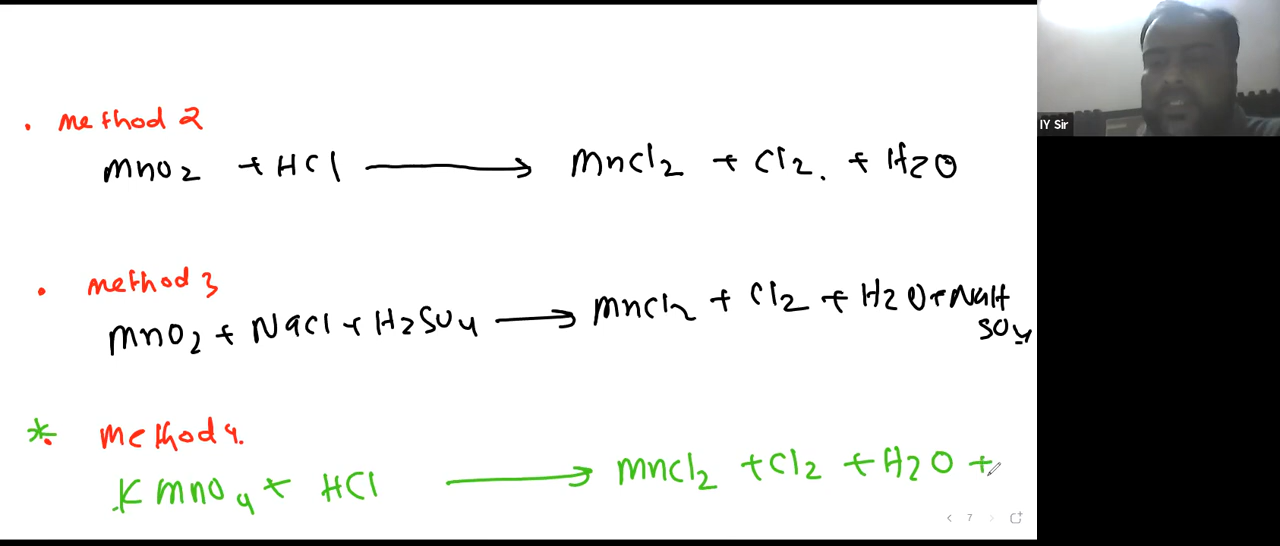 . Method 2
MnO2 + HCl ⟶ MnCl2 + Cl2. + H2O
IY Sir
. Method 3
MnO2 + NaCl + H2SO4 ⟶ MnCl2 + Cl2 + H2O + NaH
SO4
*. Method 4.
KMnO4 + HCl ⟶ MnCl2 + Cl2 + H2O +
< 7 >